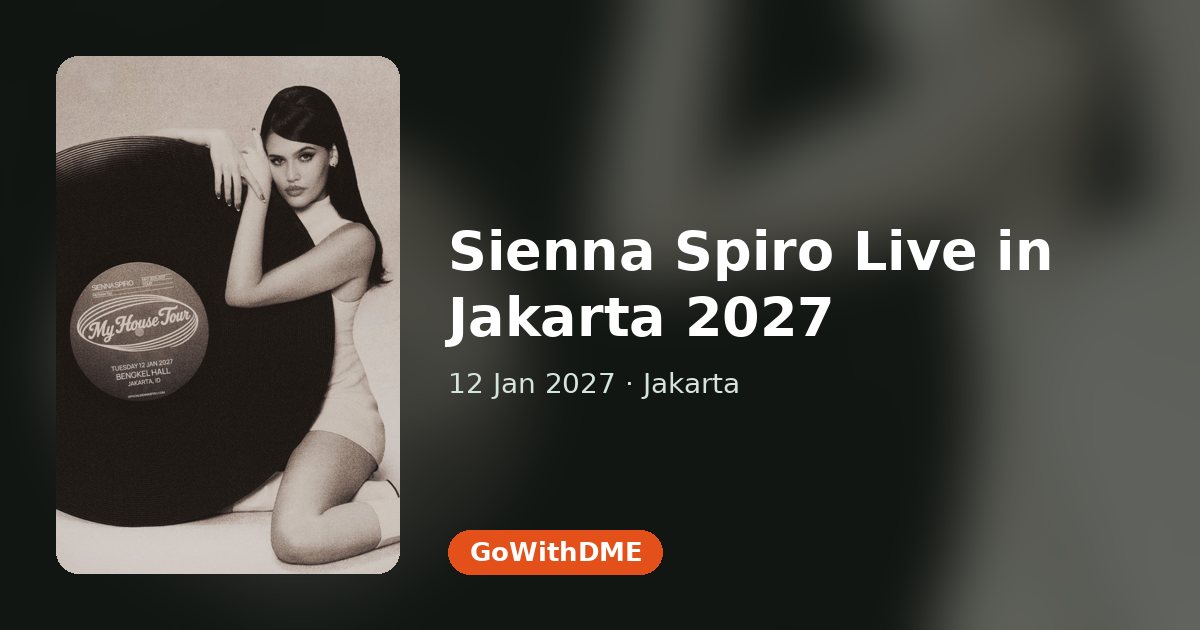 SIENNA SPIRO
My House Tour
TUESDAY 12 JAN 2027
BENGKEL HALL
JAKARTA, ID
Sienna Spiro Live in
Jakarta 2027
12 Jan 2027 · Jakarta
GoWithDME